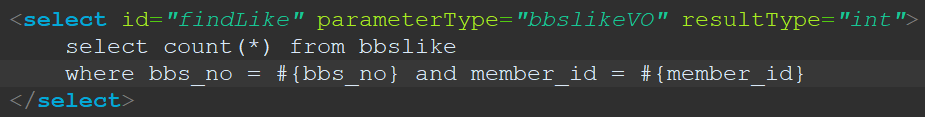 <select id="findLike" parameterType="bbslikeVO" resultType="int">
    select count(*) from bbslike
    where bbs_no = #{bbs_no} and member_id = #{member_id}
</select>